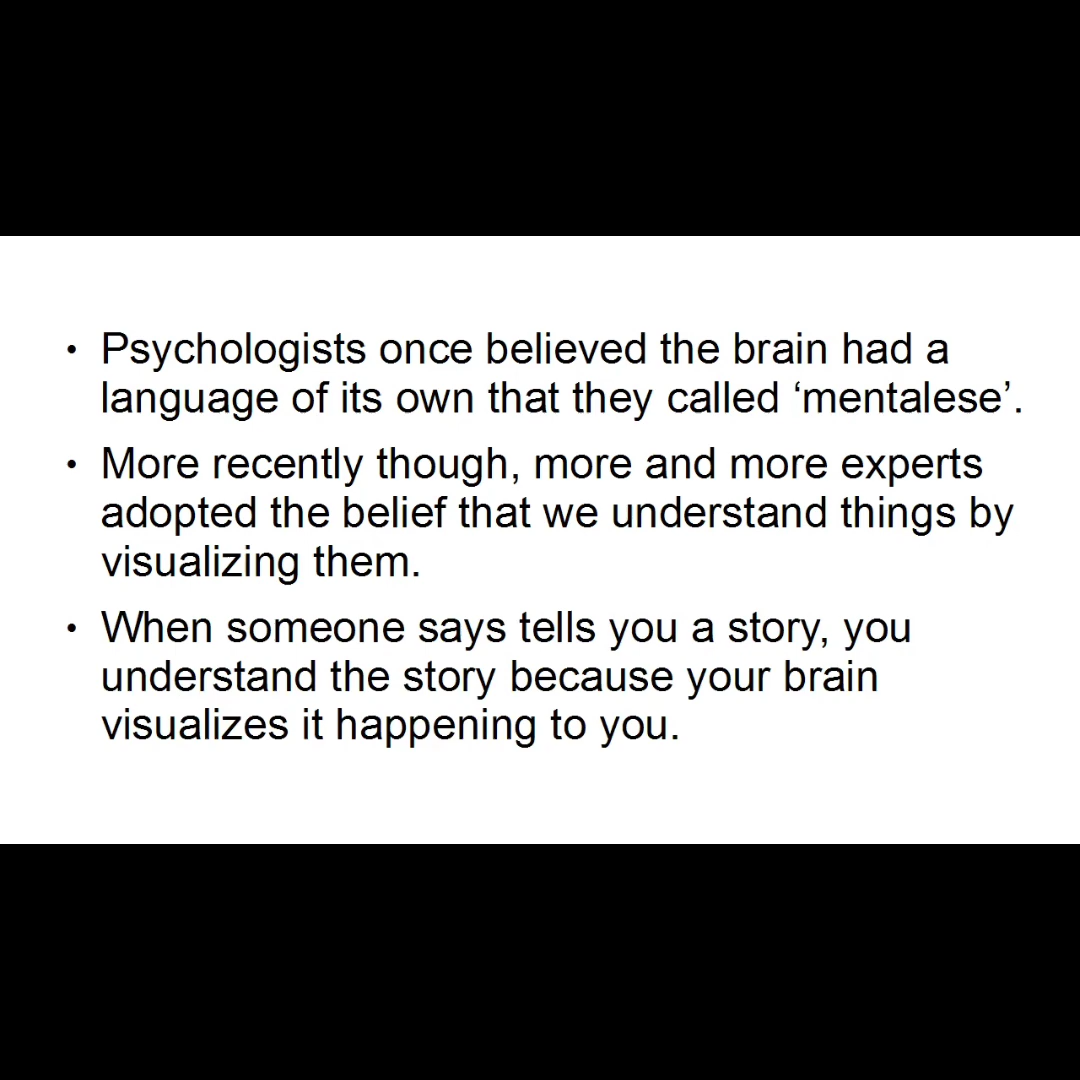 • Psychologists once believed the brain had a
language of its own that they called ‘mentalese’.
• More recently though, more and more experts
adopted the belief that we understand things by
visualizing them.
• When someone says tells you a story, you
understand the story because your brain
visualizes it happening to you.